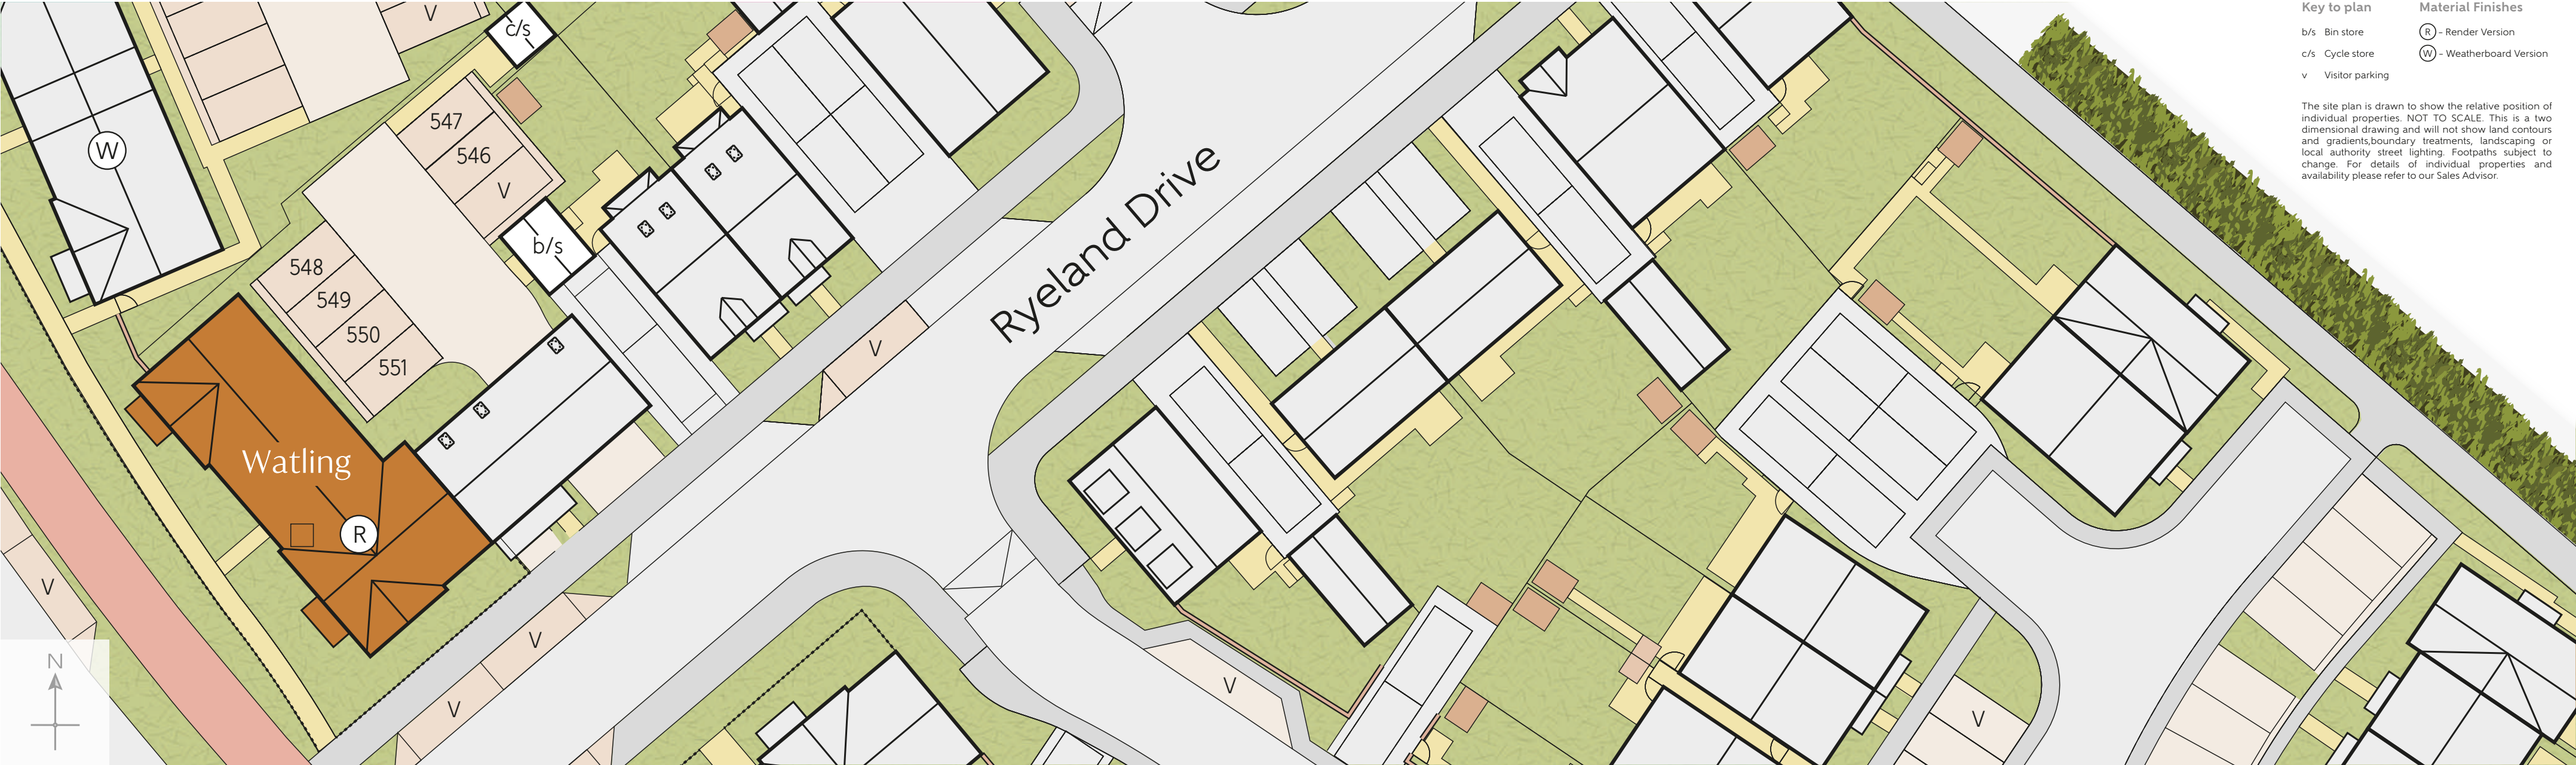 Key to plan
b/s Bin store
c/s Cycle store
v Visitor parking
Material Finishes
R - Render Version
W - Weatherboard Version
The site plan is drawn to show the relative position of
individual properties. NOT TO SCALE. This is a two
dimensional drawing and will not show land contours
and gradients,boundary treatments, landscaping or
local authority street lighting. Footpaths subject to
change. For details of individual properties and
availability please refer to our Sales Advisor.
V
c/s
547
546
V
W
b/s
548
549
550
551
Ryeland Drive
V
Watling
R
V
V
V
V
V
N